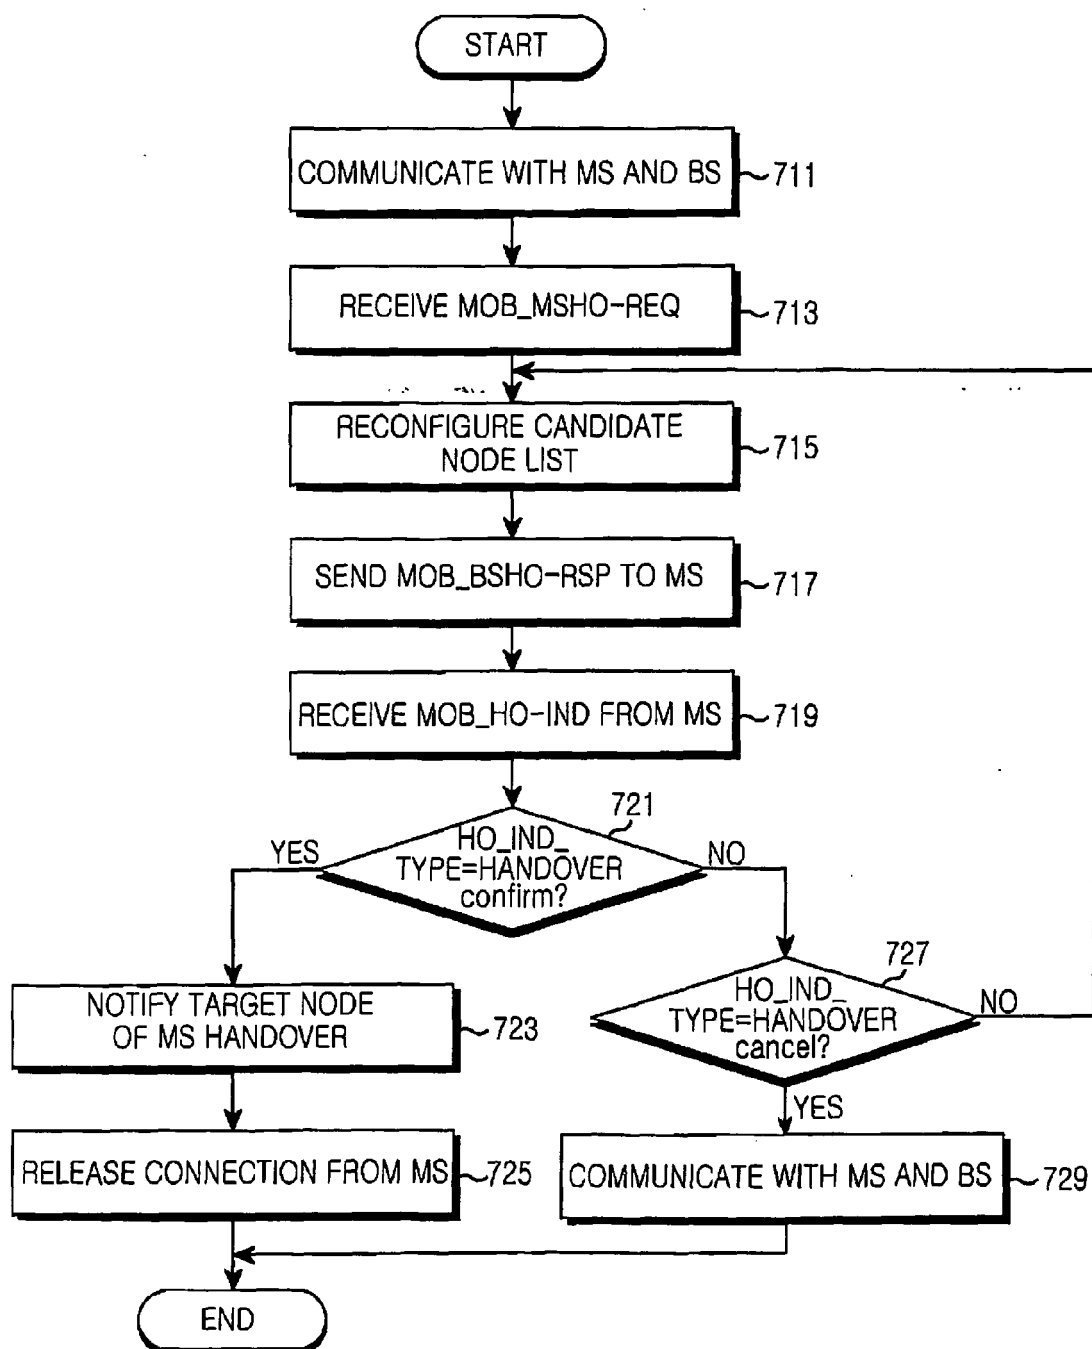 START
COMMUNICATE WITH MS AND BS
711
RECEIVE MOB_MSHO-REQ
713
RECONFIGURE CANDIDATE
NODE LIST
715
SEND MOB_BSHO-RSP TO MS
717
RECEIVE MOB_HO-IND FROM MS
719
721
HO_IND_
TYPE=HANDOVER
confirm?
YES
NO
727
HO_IND_
TYPE=HANDOVER
cancel?
NO
YES
NOTIFY TARGET NODE
OF MS HANDOVER
723
RELEASE CONNECTION FROM MS
725
COMMUNICATE WITH MS AND BS
729
END